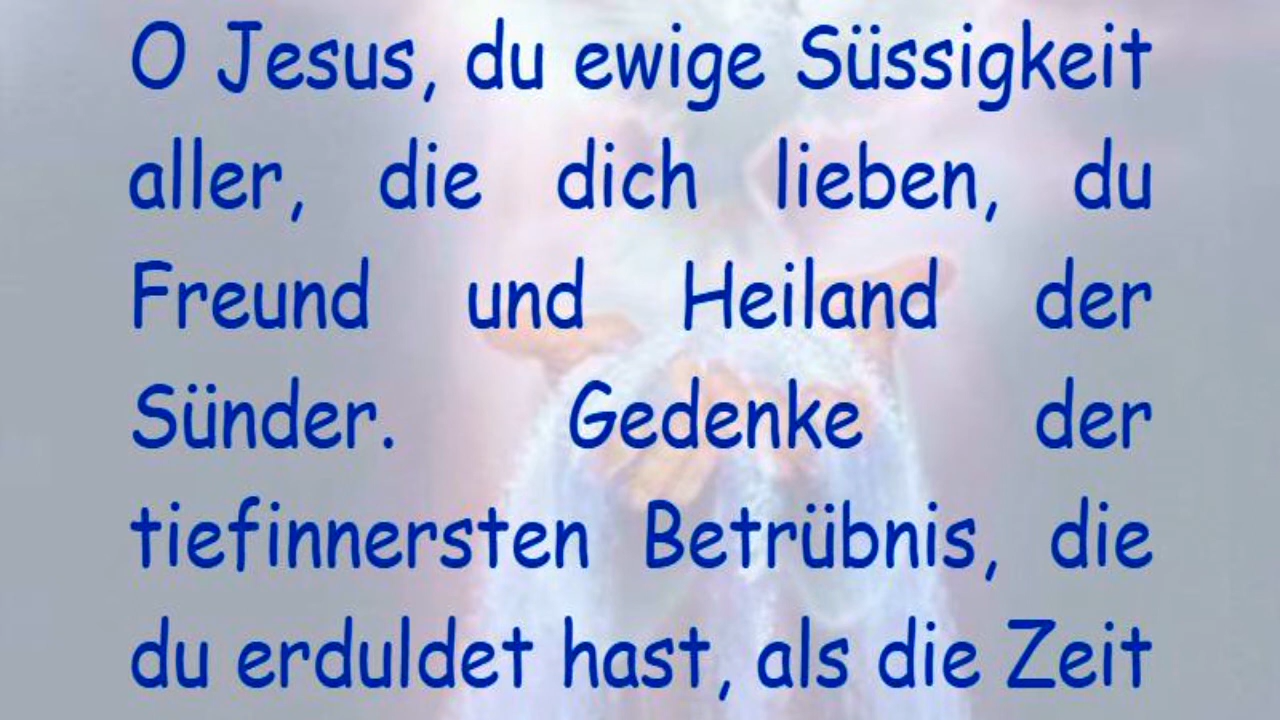 O Jesus, du ewige Süssigkeit
aller, die dich lieben, du
Freund und Heiland der
Sünder. Gedenke der
tiefinnersten Betrübnis, die
du erduldet hast, als die Zeit